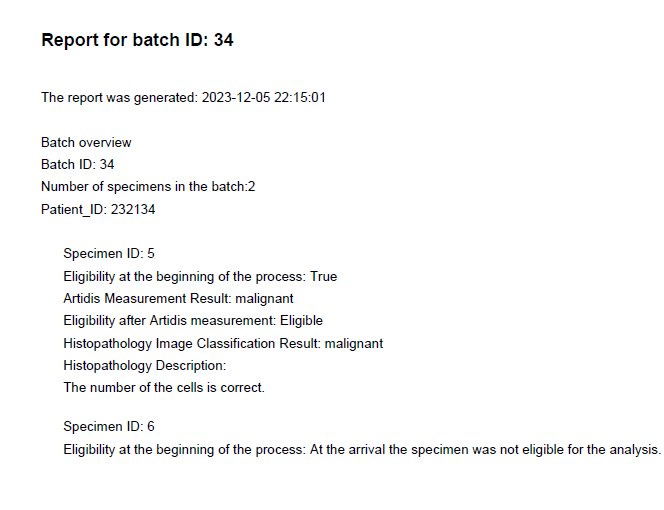 Report for batch ID: 34
The report was generated: 2023-12-05 22:15:01
Batch overview
Batch ID: 34
Number of specimens in the batch:2
Patient_ID: 232134
Specimen ID: 5
Eligibility at the beginning of the process: True
Artidis Measurement Result: malignant
Eligibility after Artidis measurement: Eligible
Histopathology Image Classification Result: malignant
Histopathology Description:
The number of the cells is correct.
Specimen ID: 6
Eligibility at the beginning of the process: At the arrival the specimen was not eligible for the analysis.